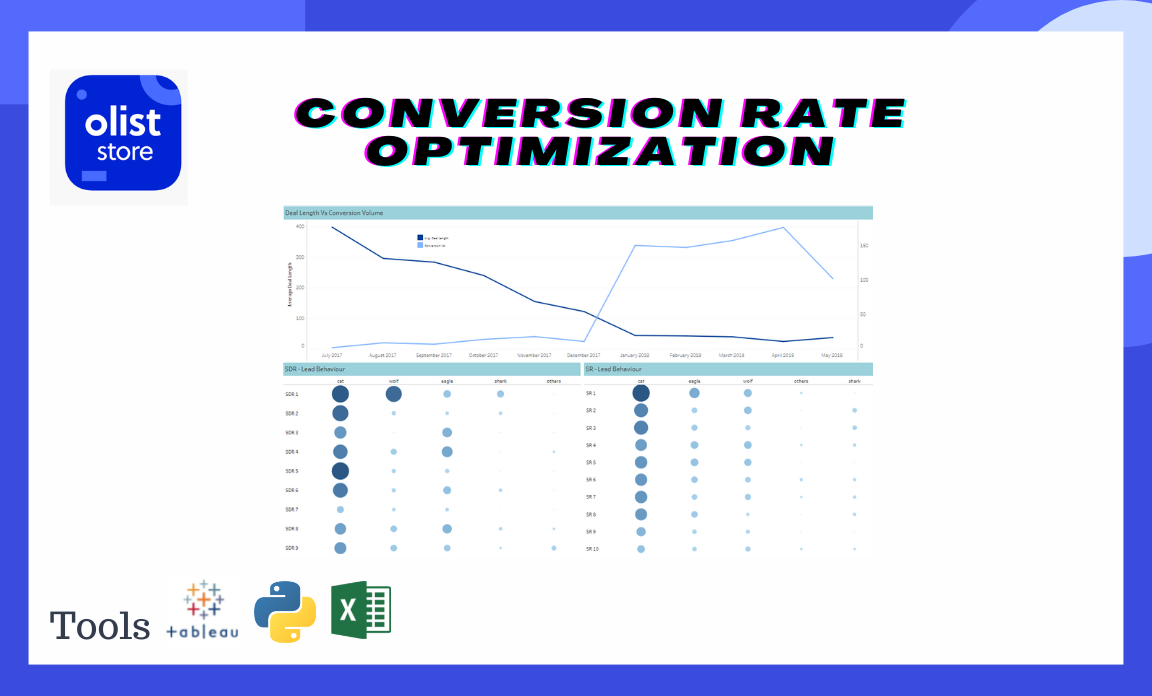 olist
store
CONVERSION RATE
OPTIMIZATION
Deal Length Vs Conversion Volume
400
300
200
100
0
Average Deal Length
150
100
50
0
July 2017 August 2017 September 2017 October 2017 November 2017 December 2017 January 2018 February 2018 March 2018 April 2018 May 2018
SDR - Lead Behaviour
cat wolf eagle shark others
SDR 1
SDR 2
SDR 3
SDR 4
SDR 5
SDR 6
SDR 7
SDR 8
SDR 9
SR - Lead Behaviour
cat eagle wolf others shark
SR 1
SR 2
SR 3
SR 4
SR 5
SR 6
SR 7
SR 8
SR 9
SR 10
Tools
+ableau
X